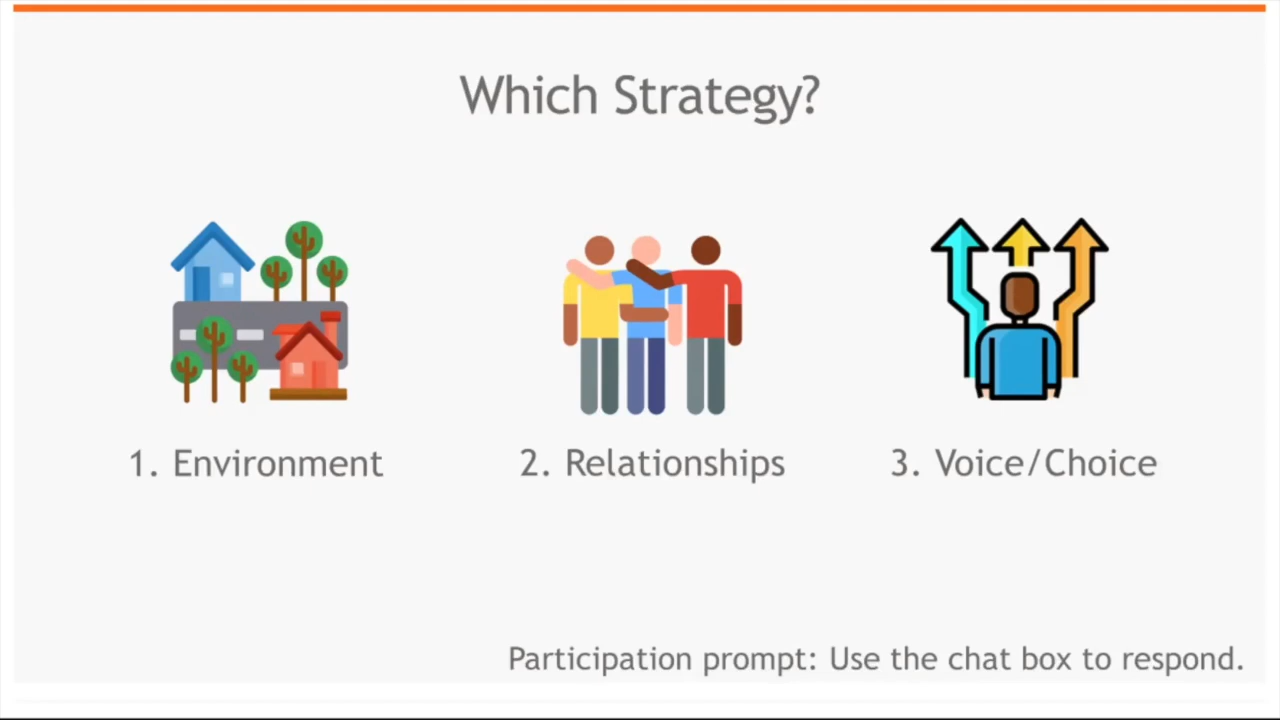 Which Strategy?
1. Environment
2. Relationships
3. Voice/Choice
Participation prompt: Use the chat box to respond.